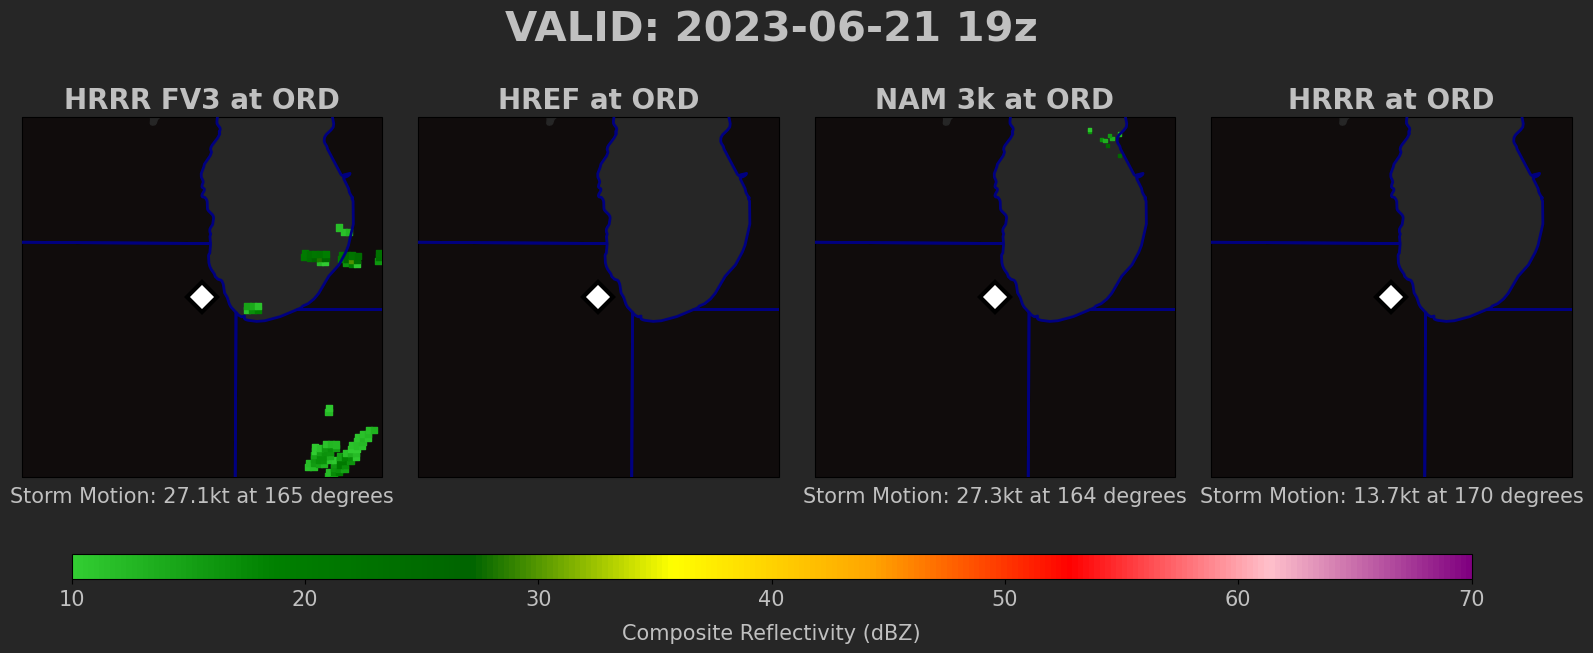 VALID: 2023-06-21 19z
HRRR FV3 at ORD
HREF at ORD
NAM 3k at ORD
HRRR at ORD
Storm Motion: 27.1kt at 165 degrees
Storm Motion: 27.3kt at 164 degrees
Storm Motion: 13.7kt at 170 degrees
10 20 30 40 50 60 70
Composite Reflectivity (dBZ)